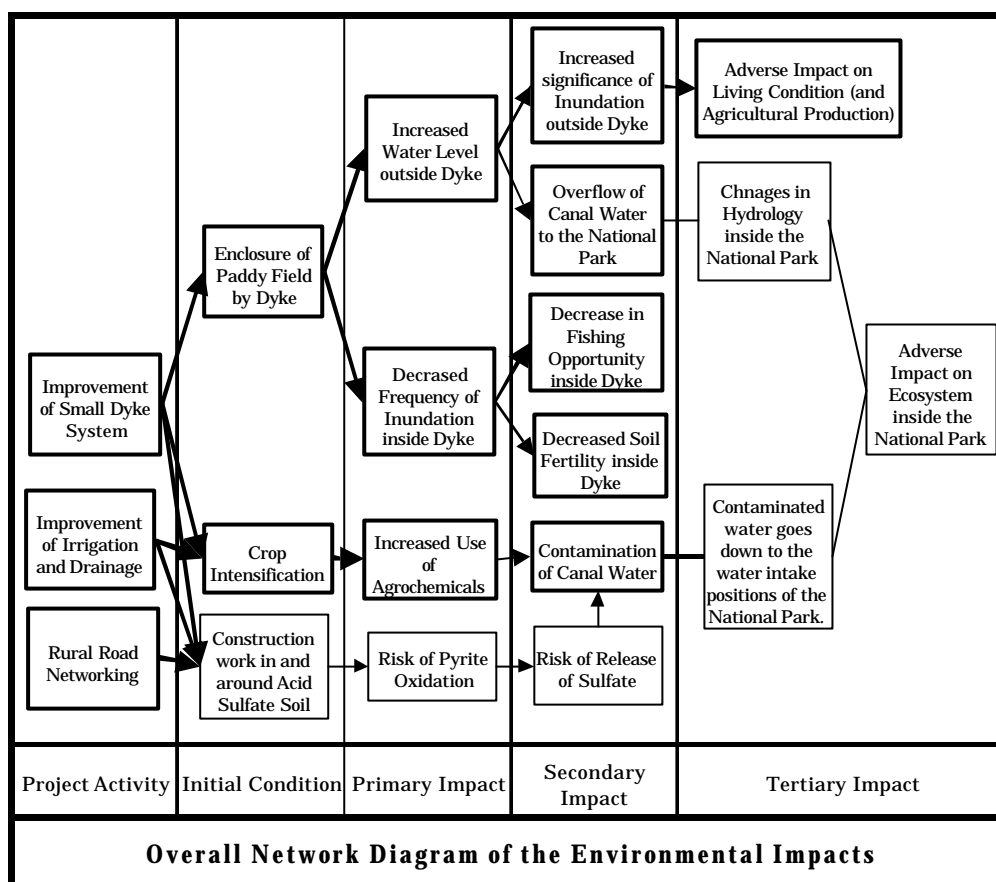 Improvement
of Small Dyke
System
Improvement
of Irrigation
and Drainage
Rural Road
Networking
Enclosure of
Paddy Field
by Dyke
Crop
Intensification
Construction
work in and
around Acid
Sulfate Soil
Increased
Water Level
outside Dyke
Decrased
Frequency of
Inundation
inside Dyke
Increased Use
of
Agrochemicals
Risk of Pyrite
Oxidation
Increased
significance of
Inundation
outside Dyke
Overflow of
Canal Water
to the National
Park
Decrease in
Fishing
Opportunity
inside Dyke
Decreased Soil
Fertility inside
Dyke
Contamination
of Canal Water
Risk of Release
of Sulfate
Adverse Impact on
Living Condition (and
Agricultural Production)
Chnages in
Hydrology
inside the
National Park
Contaminated
water goes
down to the
water intake
positions of the
National Park.
Adverse
Impact on
Ecosystem
inside the
National Park
Project Activity
Initial Condition
Primary Impact
Secondary
Impact
Tertiary Impact
Overall Network Diagram of the Environmental Impacts